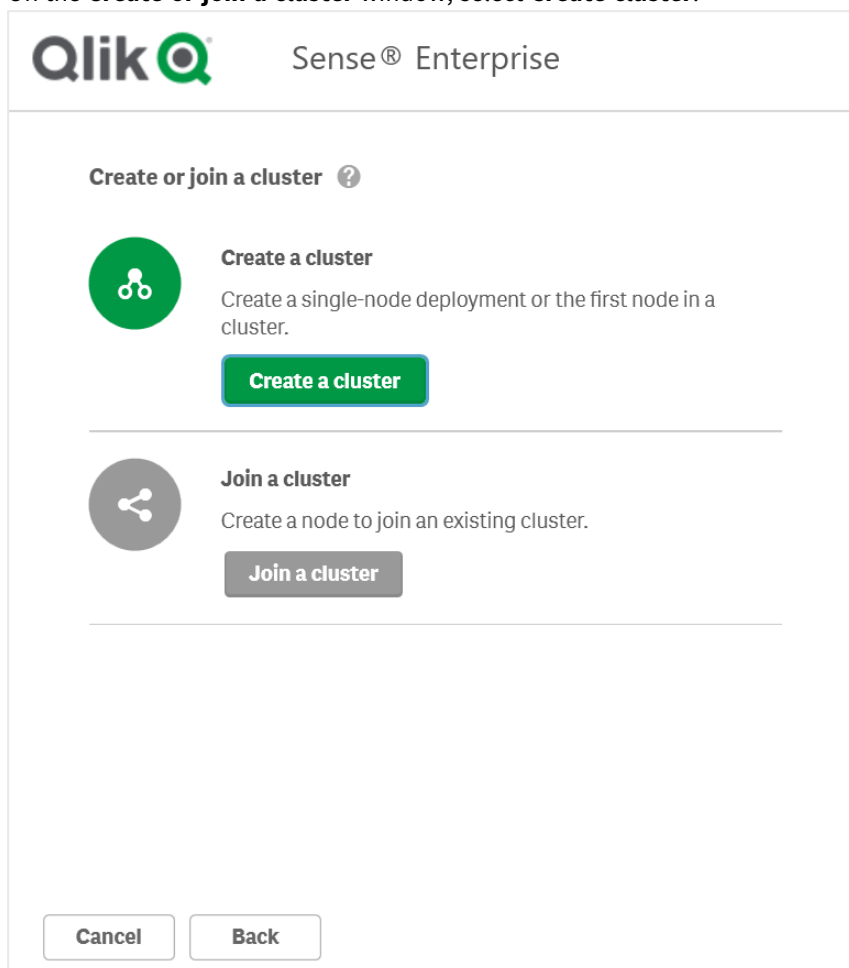 On the Create or join a cluster window, select Create cluster.
Qlik Sense® Enterprise
Create or join a cluster ?
Create a cluster
Create a single-node deployment or the first node in a
cluster.
Create a cluster
Join a cluster
Create a node to join an existing cluster.
Join a cluster
Cancel Back